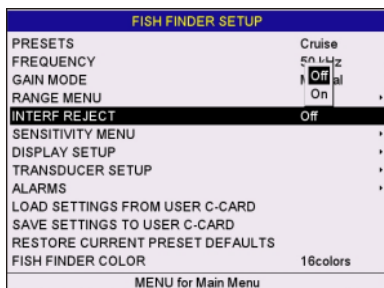 FISH FINDER SETUP
PRESETS Cruise
FREQUENCY 50 kHz
GAIN MODE
Off
RANGE MENU
On
INTERF REJECT Off
SENSITIVITY MENU
DISPLAY SETUP
TRANSDUCER SETUP
ALARMS
LOAD SETTINGS FROM USER C-CARD
SAVE SETTINGS TO USER C-CARD
RESTORE CURRENT PRESET DEFAULTS
FISH FINDER COLOR 16colors
MENU for Main Menu